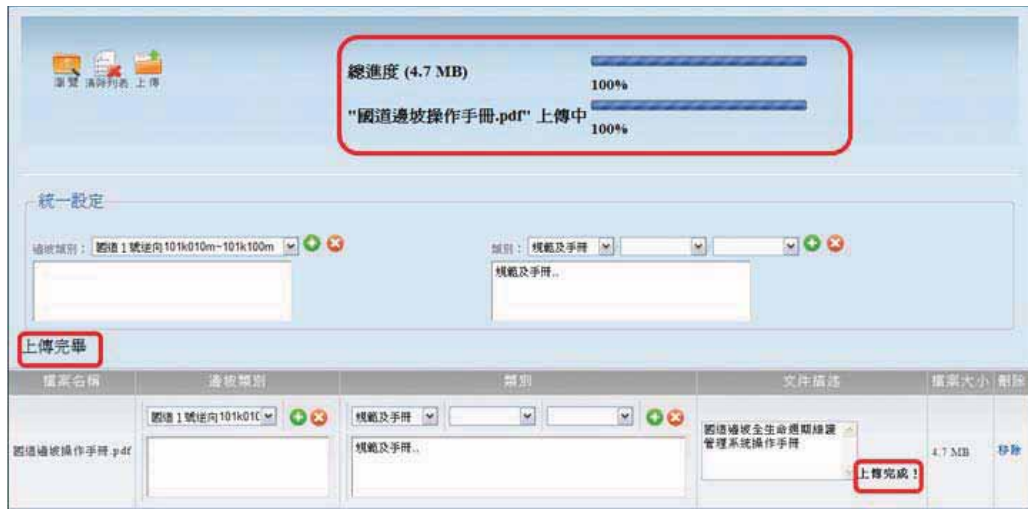 總進度 (4.7 MB)
100%
"國道邊坡操作手冊.pdf" 上傳中
100%
瀏覽 清除列表 上傳
統一設定
邊坡類別： 國道1號逆向101k010m~101k100m
類別： 規範及手冊
規範及手冊..
上傳完畢
檔案名稱 邊坡類別 類別 文件描述 檔案大小 刪除
國道1號逆向101k010 規範及手冊
國道邊坡操作手冊.pdf
規範及手冊..
國道邊坡全生命週期維護
管理系統操作手冊
上傳完成！
4.7 MB 移除